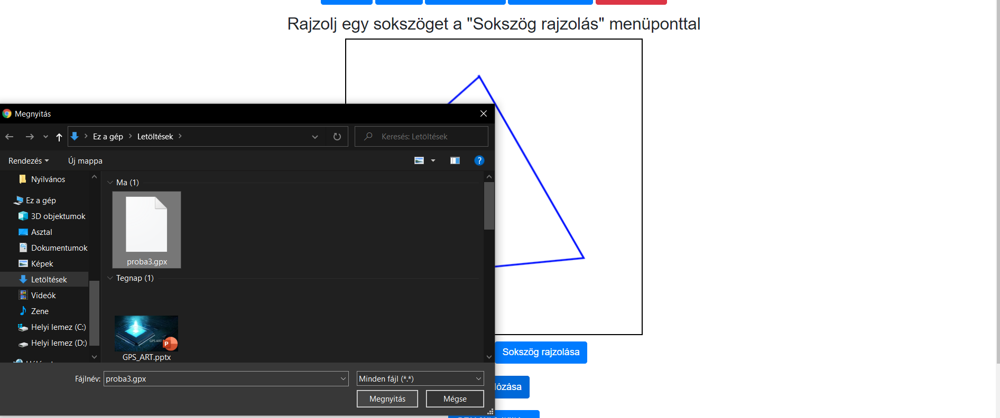 Rajzolj egy sokszöget a "Sokszög rajzolás" menüponttal
Megnyitás
Ez a gép
Letöltések
Keresés: Letöltések
Rendezés
Új mappa
Nyilvános
Ez a gép
3D objektumok
Asztal
Dokumentumok
Képek
Letöltések
Videók
Zene
Helyi lemez (C:)
Helyi lemez (D:)
Ma (1)
proba3.gpx
Tegnap (1)
GPS ART
GPS_ART.pptx
Fájlnév:
proba3.gpx
Minden fájl (*.*)
Megnyitás
Mégse
Sokszög rajzolása
lózása